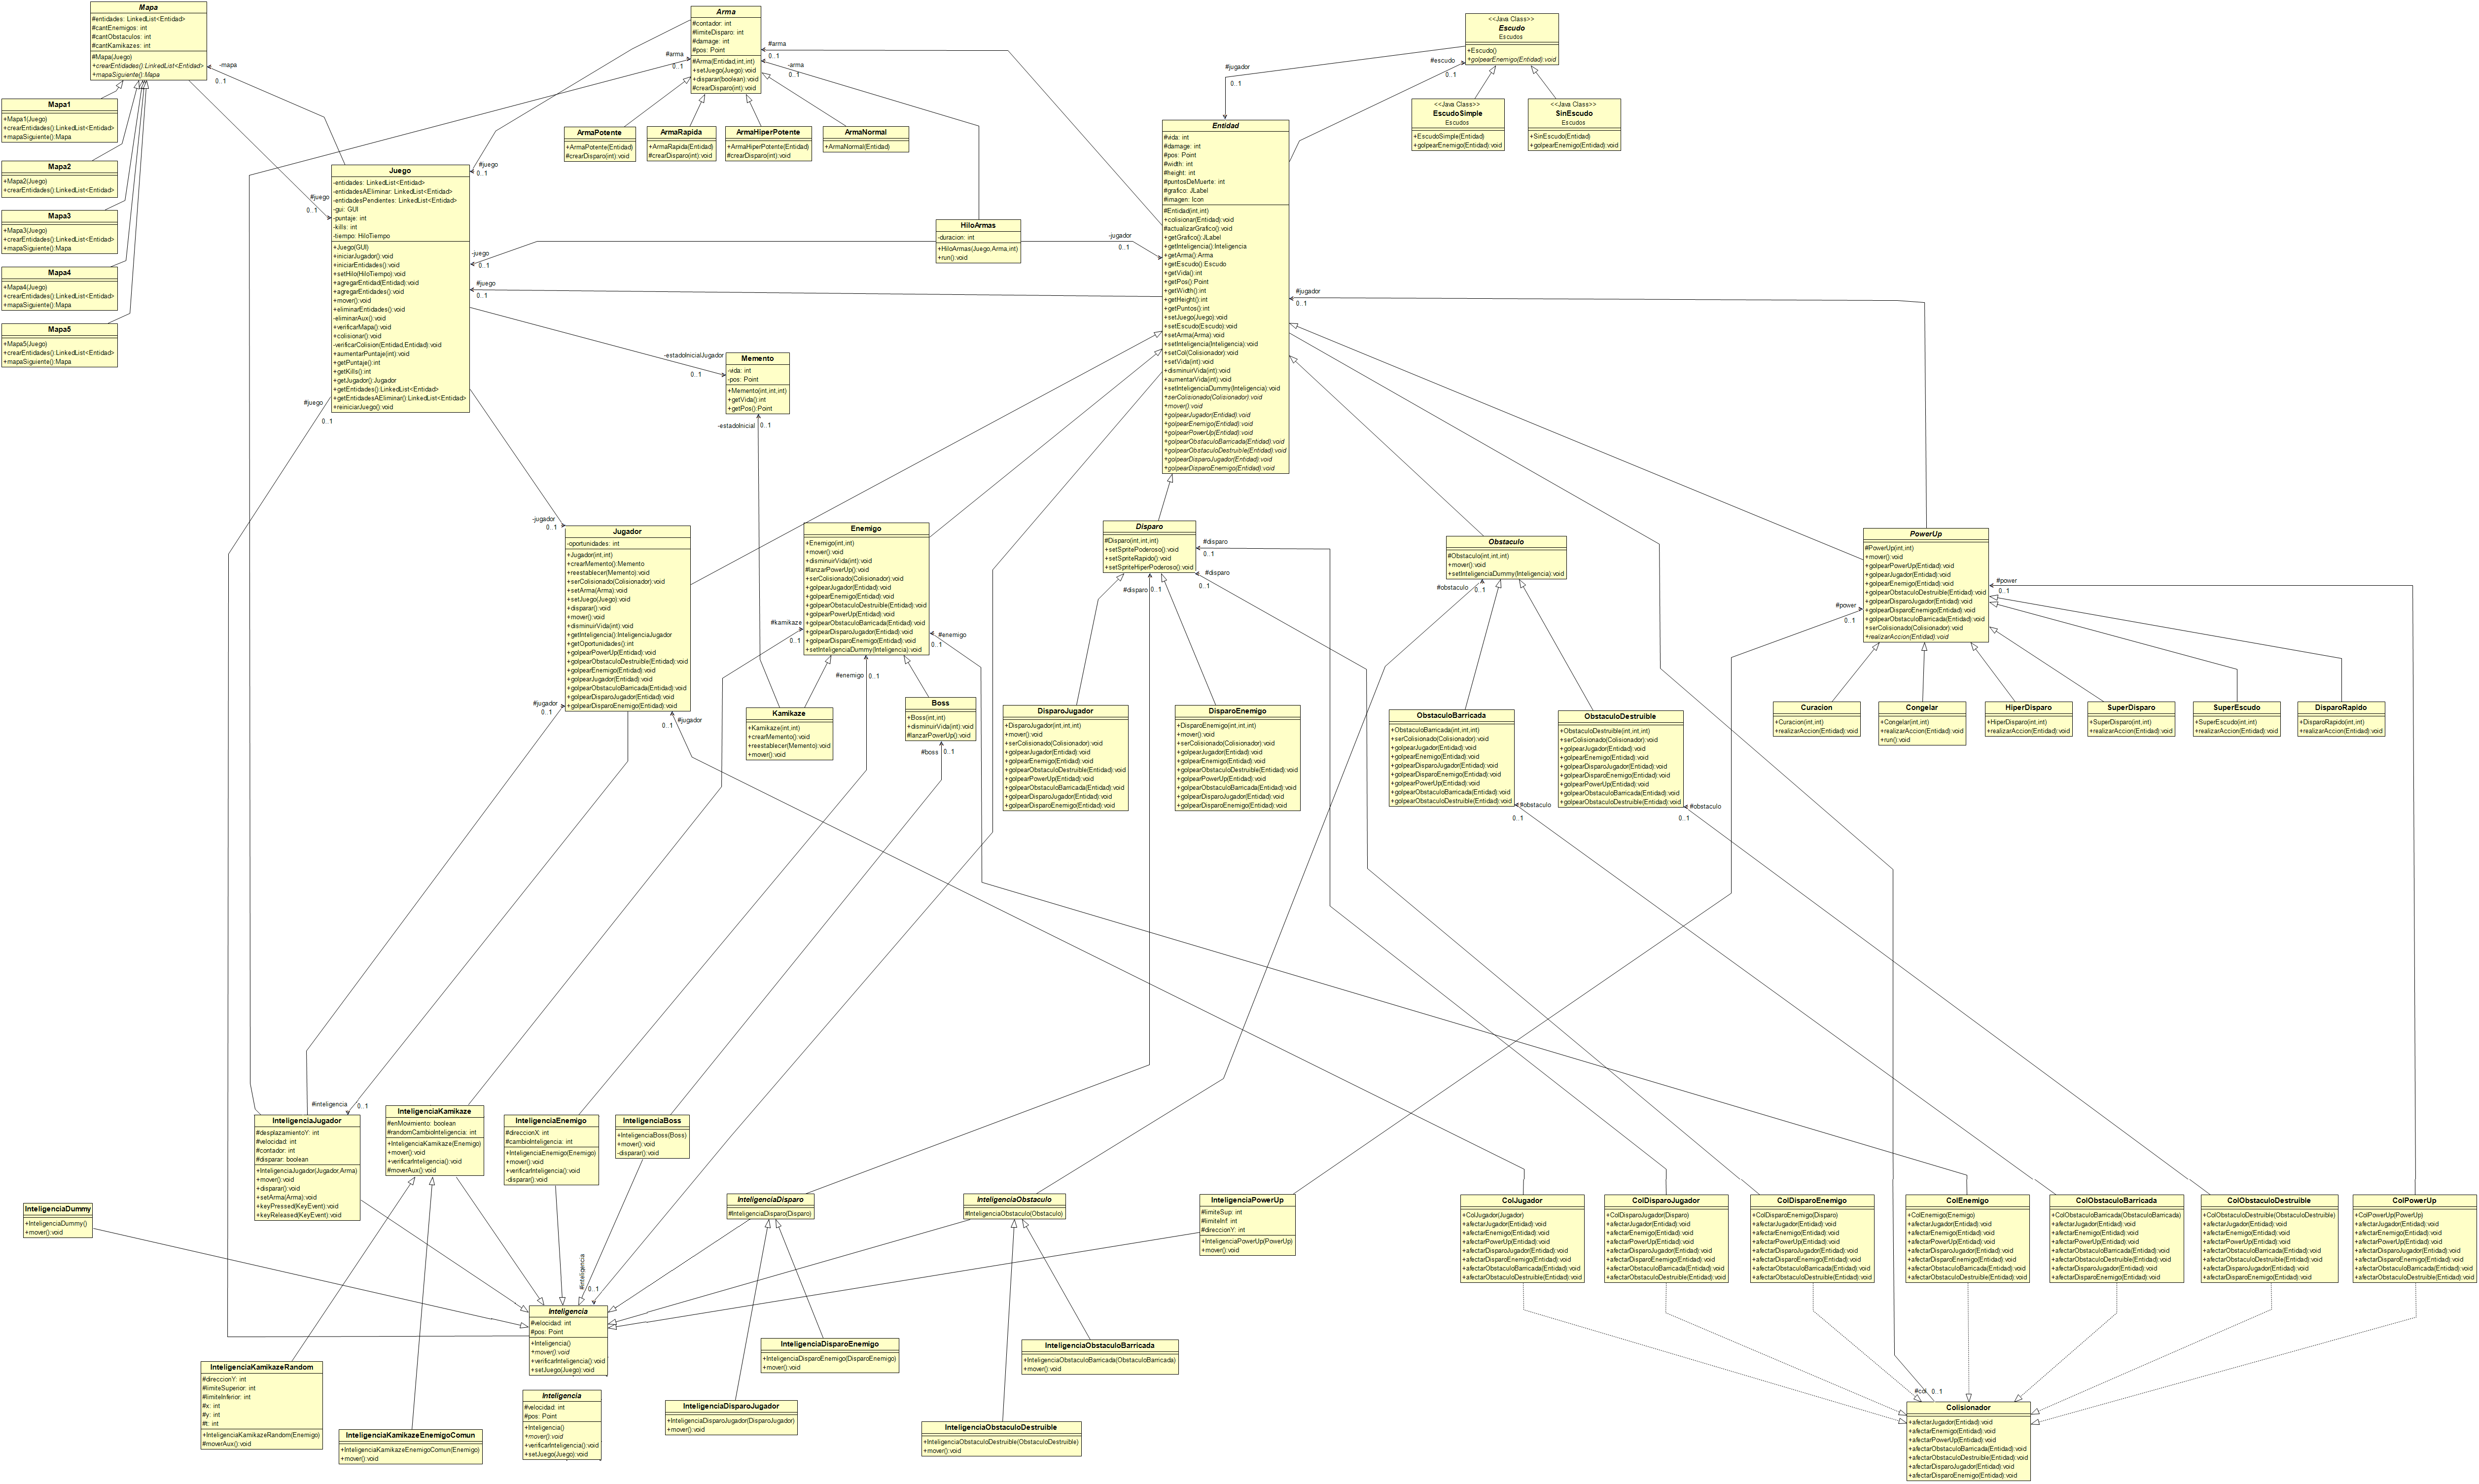 Mapa
#entidades: LinkedList<Entidad>
#cantEnemigos: int
#cantObstaculos: int
#cantKamikazes: int
#Mapa(Juego)
+crearEntidades():LinkedList<Entidad>
+mapaSiguiente():Mapa
Mapa1
+Mapa1(Juego)
+crearEntidades():LinkedList<Entidad>
+mapaSiguiente():Mapa
Mapa2
+Mapa2(Juego)
+crearEntidades():LinkedList<Entidad>
Mapa3
+Mapa3(Juego)
+crearEntidades():LinkedList<Entidad>
+mapaSiguiente():Mapa
Mapa4
+Mapa4(Juego)
+crearEntidades():LinkedList<Entidad>
+mapaSiguiente():Mapa
Mapa5
+Mapa5(Juego)
+crearEntidades():LinkedList<Entidad>
+mapaSiguiente():Mapa
-mapa
0..1
#juego
0..1
Juego
-entidades: LinkedList<Entidad>
-entidadesAEliminar: LinkedList<Entidad>
-entidadesPendientes: LinkedList<Entidad>
-gui: GUI
-puntaje: int
-kills: int
-tiempo: HiloTiempo
+Juego(GUI)
+iniciarJugador():void
+iniciarEntidades():void
+setHilo(HiloTiempo):void
+agregarEntidad(Entidad):void
+agregarEntidades():void
+mover():void
+eliminarEntidades():void
-eliminarAux():void
+verificarMapa():void
+colisionar():void
-verificarColision(Entidad,Entidad):void
+aumentarPuntaje(int):void
+getPuntaje():int
+getKills():int
+getJugador():Jugador
+getEntidades():LinkedList<Entidad>
+getEntidadesAEliminar():LinkedList<Entidad>
+reiniciarJuego():void
#juego
0..1
#juego
0..1
-juego
0..1
#juego
0..1
Arma
#contador: int
#limiteDisparo: int
#damage: int
#pos: Point
#Arma(Entidad,int,int)
+setJuego(Juego):void
+disparar(boolean):void
#crearDisparo(int):void
#arma
0..1
#arma
0..1
-arma
0..1
ArmaPotente
+ArmaPotente(Entidad)
#crearDisparo(int):void
ArmaRapida
+ArmaRapida(Entidad)
#crearDisparo(int):void
ArmaHiperPotente
+ArmaHiperPotente(Entidad)
#crearDisparo(int):void
ArmaNormal
+ArmaNormal(Entidad)
HiloArmas
-duracion: int
+HiloArmas(Juego,Arma,int)
+run():void
-jugador
0..1
-estadoInicialJugador
0..1
Memento
-vida: int
-pos: Point
+Memento(int,int,int)
+getVida():int
+getPos():Point
-estadoInicial
0..1
<<Java Class>>
Escudo
Escudos
+Escudo()
+golpearEnemigo(Entidad):void
#jugador
0..1
#escudo
0..1
<<Java Class>>
EscudoSimple
Escudos
+EscudoSimple(Entidad)
+golpearEnemigo(Entidad):void
<<Java Class>>
SinEscudo
Escudos
+SinEscudo(Entidad)
+golpearEnemigo(Entidad):void
Entidad
#vida: int
#damage: int
#pos: Point
#width: int
#height: int
#puntosDeMuerte: int
#grafico: JLabel
#imagen: Icon
#Entidad(int,int)
+colisionar(Entidad):void
#actualizarGrafico():void
+getGrafico():JLabel
+getInteligencia():Inteligencia
+getArma():Arma
+getEscudo():Escudo
+getVida():int
+getPos():Point
+getWidth():int
+getHeight():int
+getPuntos():int
+setJuego(Juego):void
+setEscudo(Escudo):void
+setArma(Arma):void
+setInteligencia(Inteligencia):void
+setCol(Colisionador):void
+setVida(int):void
+disminuirVida(int):void
+aumentarVida(int):void
+setInteligenciaDummy(Inteligencia):void
+serColisionado(Colisionador):void
+mover():void
+golpearJugador(Entidad):void
+golpearEnemigo(Entidad):void
+golpearPowerUp(Entidad):void
+golpearObstaculoBarricada(Entidad):void
+golpearObstaculoDestruible(Entidad):void
+golpearDisparoJugador(Entidad):void
+golpearDisparoEnemigo(Entidad):void
#jugador
0..1
-jugador
0..1
Jugador
-oportunidades: int
+Jugador(int,int)
+crearMemento():Memento
+reestablecer(Memento):void
+serColisionado(Colisionador):void
+setArma(Arma):void
+setJuego(Juego):void
+disparar():void
+mover():void
+disminuirVida(int):void
+getInteligencia():InteligenciaJugador
+getOportunidades():int
+golpearPowerUp(Entidad):void
+golpearObstaculoDestruible(Entidad):void
+golpearEnemigo(Entidad):void
+golpearJugador(Entidad):void
+golpearObstaculoBarricada(Entidad):void
+golpearDisparoJugador(Entidad):void
+golpearDisparoEnemigo(Entidad):void
#jugador
0..1
#jugador
0..1
Enemigo
+Enemigo(int,int)
+mover():void
+disminuirVida(int):void
#lanzarPowerUp():void
+serColisionado(Colisionador):void
+golpearJugador(Entidad):void
+golpearEnemigo(Entidad):void
+golpearObstaculoDestruible(Entidad):void
+golpearPowerUp(Entidad):void
+golpearObstaculoBarricada(Entidad):void
+golpearDisparoJugador(Entidad):void
+golpearDisparoEnemigo(Entidad):void
+setInteligenciaDummy(Inteligencia):void
#kamikaze
0..1
#enemigo
0..1
#enemigo
0..1
Kamikaze
+Kamikaze(int,int)
+crearMemento():void
+reestablecer(Memento):void
+mover():void
Boss
+Boss(int,int)
+disminuirVida(int):void
#lanzarPowerUp():void
#boss
0..1
Disparo
#Disparo(int,int,int)
+setSpritePoderoso():void
+setSpriteRapido():void
+setSpriteHiperPoderoso():void
#disparo
0..1
#disparo
0..1
#disparo
0..1
DisparoJugador
+DisparoJugador(int,int,int)
+mover():void
+serColisionado(Colisionador):void
+golpearJugador(Entidad):void
+golpearEnemigo(Entidad):void
+golpearObstaculoDestruible(Entidad):void
+golpearPowerUp(Entidad):void
+golpearObstaculoBarricada(Entidad):void
+golpearDisparoJugador(Entidad):void
+golpearDisparoEnemigo(Entidad):void
DisparoEnemigo
+DisparoEnemigo(int,int,int)
+mover():void
+serColisionado(Colisionador):void
+golpearJugador(Entidad):void
+golpearEnemigo(Entidad):void
+golpearObstaculoDestruible(Entidad):void
+golpearPowerUp(Entidad):void
+golpearObstaculoBarricada(Entidad):void
+golpearDisparoJugador(Entidad):void
+golpearDisparoEnemigo(Entidad):void
Obstaculo
#Obstaculo(int,int,int)
+mover():void
+setInteligenciaDummy(Inteligencia):void
#obstaculo
0..1
ObstaculoBarricada
+ObstaculoBarricada(int,int,int)
+serColisionado(Colisionador):void
+golpearJugador(Entidad):void
+golpearEnemigo(Entidad):void
+golpearDisparoJugador(Entidad):void
+golpearDisparoEnemigo(Entidad):void
+golpearPowerUp(Entidad):void
+golpearObstaculoBarricada(Entidad):void
+golpearObstaculoDestruible(Entidad):void
#obstaculo
0..1
ObstaculoDestruible
+ObstaculoDestruible(int,int,int)
+serColisionado(Colisionador):void
+golpearJugador(Entidad):void
+golpearEnemigo(Entidad):void
+golpearDisparoJugador(Entidad):void
+golpearDisparoEnemigo(Entidad):void
+golpearPowerUp(Entidad):void
+golpearObstaculoBarricada(Entidad):void
+golpearObstaculoDestruible(Entidad):void
#obstaculo
0..1
PowerUp
#PowerUp(int,int)
+mover():void
+golpearPowerUp(Entidad):void
+golpearJugador(Entidad):void
+golpearEnemigo(Entidad):void
+golpearObstaculoDestruible(Entidad):void
+golpearDisparoJugador(Entidad):void
+golpearDisparoEnemigo(Entidad):void
+golpearObstaculoBarricada(Entidad):void
+serColisionado(Colisionador):void
+realizarAccion(Entidad):void
#power
0..1
#power
0..1
Curacion
+Curacion(int,int)
+realizarAccion(Entidad):void
Congelar
+Congelar(int,int)
+realizarAccion(Entidad):void
+run():void
HiperDisparo
+HiperDisparo(int,int)
+realizarAccion(Entidad):void
SuperDisparo
+SuperDisparo(int,int)
+realizarAccion(Entidad):void
SuperEscudo
+SuperEscudo(int,int)
+realizarAccion(Entidad):void
DisparoRapido
+DisparoRapido(int,int)
+realizarAccion(Entidad):void
#inteligencia
0..1
InteligenciaJugador
#desplazamientoY: int
#velocidad: int
#contador: int
#disparar: boolean
+InteligenciaJugador(Jugador,Arma)
+mover():void
+disparar():void
+setArma(Arma):void
+keyPressed(KeyEvent):void
+keyReleased(KeyEvent):void
InteligenciaKamikaze
#enMovimiento: boolean
#randomCambioInteligencia: int
+InteligenciaKamikaze(Enemigo)
+mover():void
+verificarInteligencia():void
#moverAux():void
InteligenciaEnemigo
#direccionX: int
#cambioInteligencia: int
+InteligenciaEnemigo(Enemigo)
+mover():void
+verificarInteligencia():void
-disparar():void
InteligenciaBoss
+InteligenciaBoss(Boss)
+mover():void
-disparar():void
InteligenciaDummy
+InteligenciaDummy()
+mover():void
InteligenciaDisparo
#InteligenciaDisparo(Disparo)
InteligenciaObstaculo
#InteligenciaObstaculo(Obstaculo)
InteligenciaPowerUp
#limiteSup: int
#limiteInf: int
#direccionY: int
+InteligenciaPowerUp(PowerUp)
+mover():void
#inteligencia
0..1
Inteligencia
#velocidad: int
#pos: Point
+Inteligencia()
+mover():void
+verificarInteligencia():void
+setJuego(Juego):void
InteligenciaKamikazeRandom
#direccionY: int
#limiteSuperior: int
#limiteInferior: int
#x: int
#y: int
#t: int
+InteligenciaKamikazeRandom(Enemigo)
#moverAux():void
InteligenciaKamikazeEnemigoComun
+InteligenciaKamikazeEnemigoComun(Enemigo)
+mover():void
Inteligencia
#velocidad: int
#pos: Point
+Inteligencia()
+mover():void
+verificarInteligencia():void
+setJuego(Juego):void
InteligenciaDisparoEnemigo
+InteligenciaDisparoEnemigo(DisparoEnemigo)
+mover():void
InteligenciaDisparoJugador
+InteligenciaDisparoJugador(DisparoJugador)
+mover():void
InteligenciaObstaculoBarricada
+InteligenciaObstaculoBarricada(ObstaculoBarricada)
+mover():void
InteligenciaObstaculoDestruible
+InteligenciaObstaculoDestruible(ObstaculoDestruible)
+mover():void
ColJugador
+ColJugador(Jugador)
+afectarJugador(Entidad):void
+afectarEnemigo(Entidad):void
+afectarPowerUp(Entidad):void
+afectarDisparoJugador(Entidad):void
+afectarDisparoEnemigo(Entidad):void
+afectarObstaculoBarricada(Entidad):void
+afectarObstaculoDestruible(Entidad):void
ColDisparoJugador
+ColDisparoJugador(Disparo)
+afectarJugador(Entidad):void
+afectarEnemigo(Entidad):void
+afectarPowerUp(Entidad):void
+afectarDisparoJugador(Entidad):void
+afectarDisparoEnemigo(Entidad):void
+afectarObstaculoBarricada(Entidad):void
+afectarObstaculoDestruible(Entidad):void
ColDisparoEnemigo
+ColDisparoEnemigo(Disparo)
+afectarJugador(Entidad):void
+afectarEnemigo(Entidad):void
+afectarPowerUp(Entidad):void
+afectarDisparoJugador(Entidad):void
+afectarDisparoEnemigo(Entidad):void
+afectarObstaculoBarricada(Entidad):void
+afectarObstaculoDestruible(Entidad):void
ColEnemigo
+ColEnemigo(Enemigo)
+afectarJugador(Entidad):void
+afectarEnemigo(Entidad):void
+afectarPowerUp(Entidad):void
+afectarDisparoJugador(Entidad):void
+afectarDisparoEnemigo(Entidad):void
+afectarObstaculoBarricada(Entidad):void
+afectarObstaculoDestruible(Entidad):void
ColObstaculoBarricada
+ColObstaculoBarricada(ObstaculoBarricada)
+afectarJugador(Entidad):void
+afectarEnemigo(Entidad):void
+afectarPowerUp(Entidad):void
+afectarObstaculoBarricada(Entidad):void
+afectarObstaculoDestruible(Entidad):void
+afectarDisparoJugador(Entidad):void
+afectarDisparoEnemigo(Entidad):void
ColObstaculoDestruible
+ColObstaculoDestruible(ObstaculoDestruible)
+afectarJugador(Entidad):void
+afectarEnemigo(Entidad):void
+afectarPowerUp(Entidad):void
+afectarObstaculoBarricada(Entidad):void
+afectarObstaculoDestruible(Entidad):void
+afectarDisparoJugador(Entidad):void
+afectarDisparoEnemigo(Entidad):void
ColPowerUp
+ColPowerUp(PowerUp)
+afectarJugador(Entidad):void
+afectarEnemigo(Entidad):void
+afectarPowerUp(Entidad):void
+afectarDisparoJugador(Entidad):void
+afectarDisparoEnemigo(Entidad):void
+afectarObstaculoBarricada(Entidad):void
+afectarObstaculoDestruible(Entidad):void
#col
0..1
Colisionador
+afectarJugador(Entidad):void
+afectarEnemigo(Entidad):void
+afectarPowerUp(Entidad):void
+afectarObstaculoBarricada(Entidad):void
+afectarObstaculoDestruible(Entidad):void
+afectarDisparoJugador(Entidad):void
+afectarDisparoEnemigo(Entidad):void